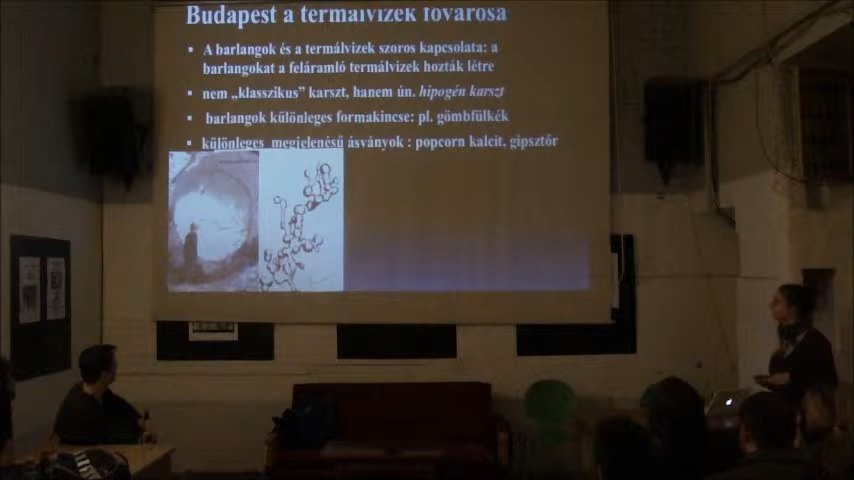 Budapest a termálvizek fővárosa
▪ A barlangok és a termálvizek szoros kapcsolata: a
barlangokat a feláramló termálvizek hozták létre
▪ nem „klasszikus” karszt, hanem ún. hipogén karszt
▪ barlangok különleges formakincse: pl. gömbfülkék
▪ különleges megjelenésű ásványok : popcorn kalcit, gipsztőr